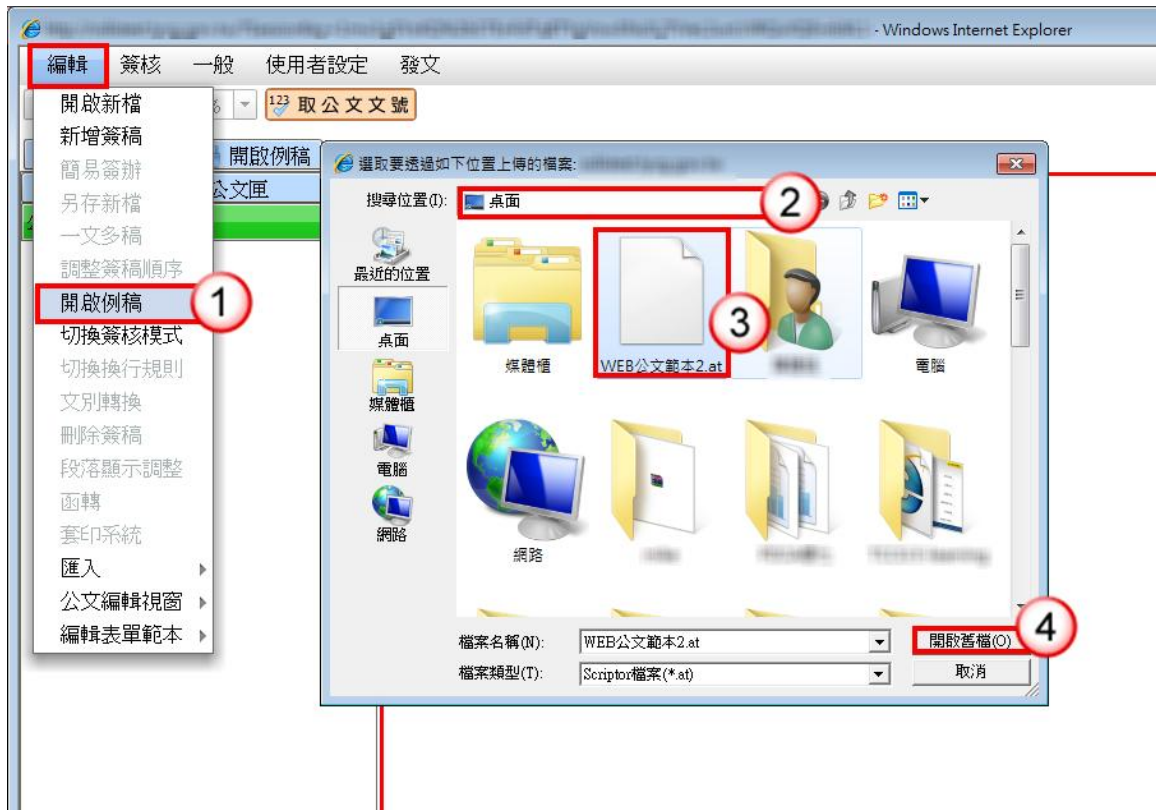 - Windows Internet Explorer
編輯 簽核 一般 使用者設定 發文
% 123 取公文文號
開啟新檔
新增簽稿
簡易簽辦
另存新檔
一文多稿
調整簽稿順序
開啟例稿
1
切換簽核模式
切換換行規則
文別轉換
刪除簽稿
段落顯示調整
函轉
套印系統
匯入
公文編輯視窗
編輯表單範本
開啟例稿
公文匣
選取要透過如下位置上傳的檔案:
搜尋位置(I): 桌面
2
最近的位置
桌面
媒體櫃
電腦
網路
媒體櫃
WEB公文範本2.at
3
電腦
網路
檔案名稱(N): WEB公文範本2.at
開啟舊檔(O)
4
檔案類型(T): Scriptor檔案(*.at)
取消